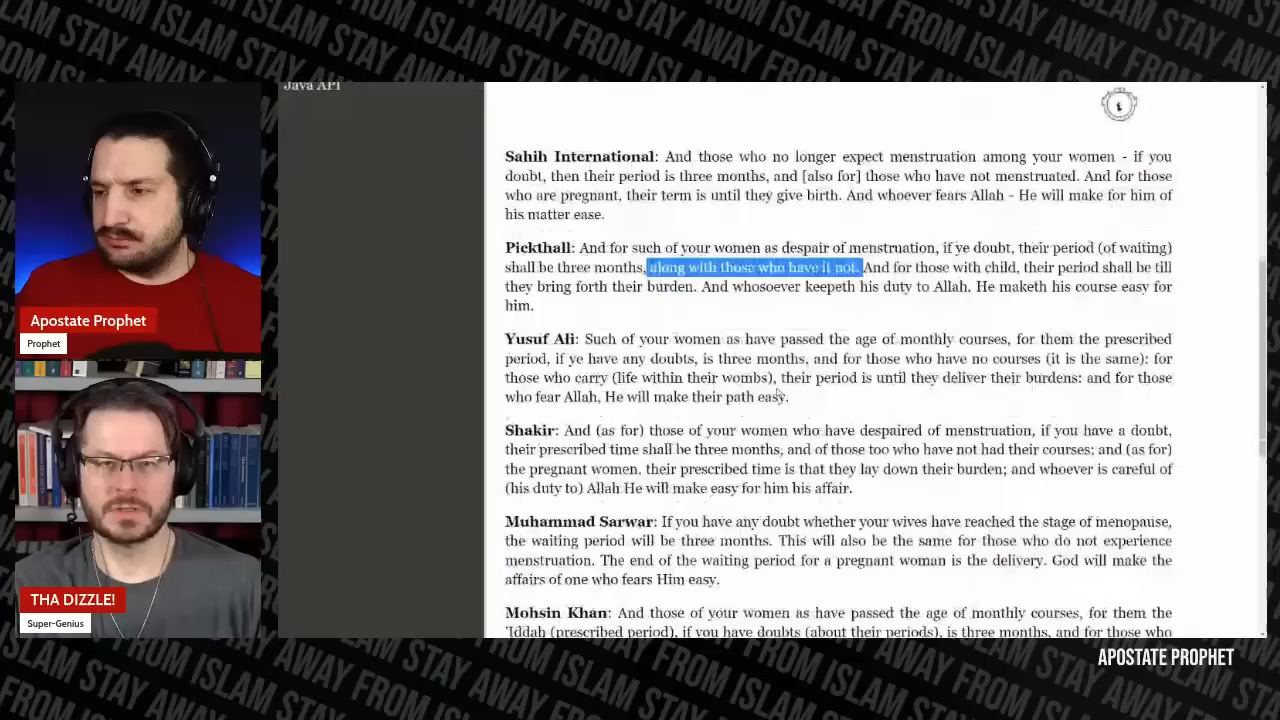 STAY AWAY FROM ISLAM
Java API
Sahih International: And those who no longer expect menstruation among your women - if you
doubt, then their period is three months, and [also for] those who have not menstruated. And for those
who are pregnant, their term is until they give birth. And whoever fears Allah - He will make for him of
his matter ease.
Pickthall: And for such of your women as despair of menstruation, if ye doubt, their period (of waiting)
shall be three months, along with those who have it not. And for those with child, their period shall be till
they bring forth their burden. And whosoever keepeth his duty to Allah, He maketh his course easy for
him.
Yusuf Ali: Such of your women as have passed the age of monthly courses, for them the prescribed
period, if ye have any doubts, is three months, and for those who have no courses (it is the same): for
those who carry (life within their wombs), their period is until they deliver their burdens: and for those
who fear Allah, He will make their path easy.
Shakir: And (as for) those of your women who have despaired of menstruation, if you have a doubt,
their prescribed time shall be three months, and of those too who have not had their courses; and (as for)
the pregnant women, their prescribed time is that they lay down their burden; and whoever is careful of
(his duty to) Allah He will make easy for him his affair.
Muhammad Sarwar: If you have any doubt whether your wives have reached the stage of menopause,
the waiting period will be three months. This will also be the same for those who do not experience
menstruation. The end of the waiting period for a pregnant woman is the delivery. God will make the
affairs of one who fears Him easy.
Mohsin Khan: And those of your women as have passed the age of monthly courses, for them the
'Iddah (prescribed period), if you have doubts (about their periods), is three months, and for those who
Apostate Prophet
Prophet
THA DIZZLE!
Super-Genius
APOSTATE PROPHET